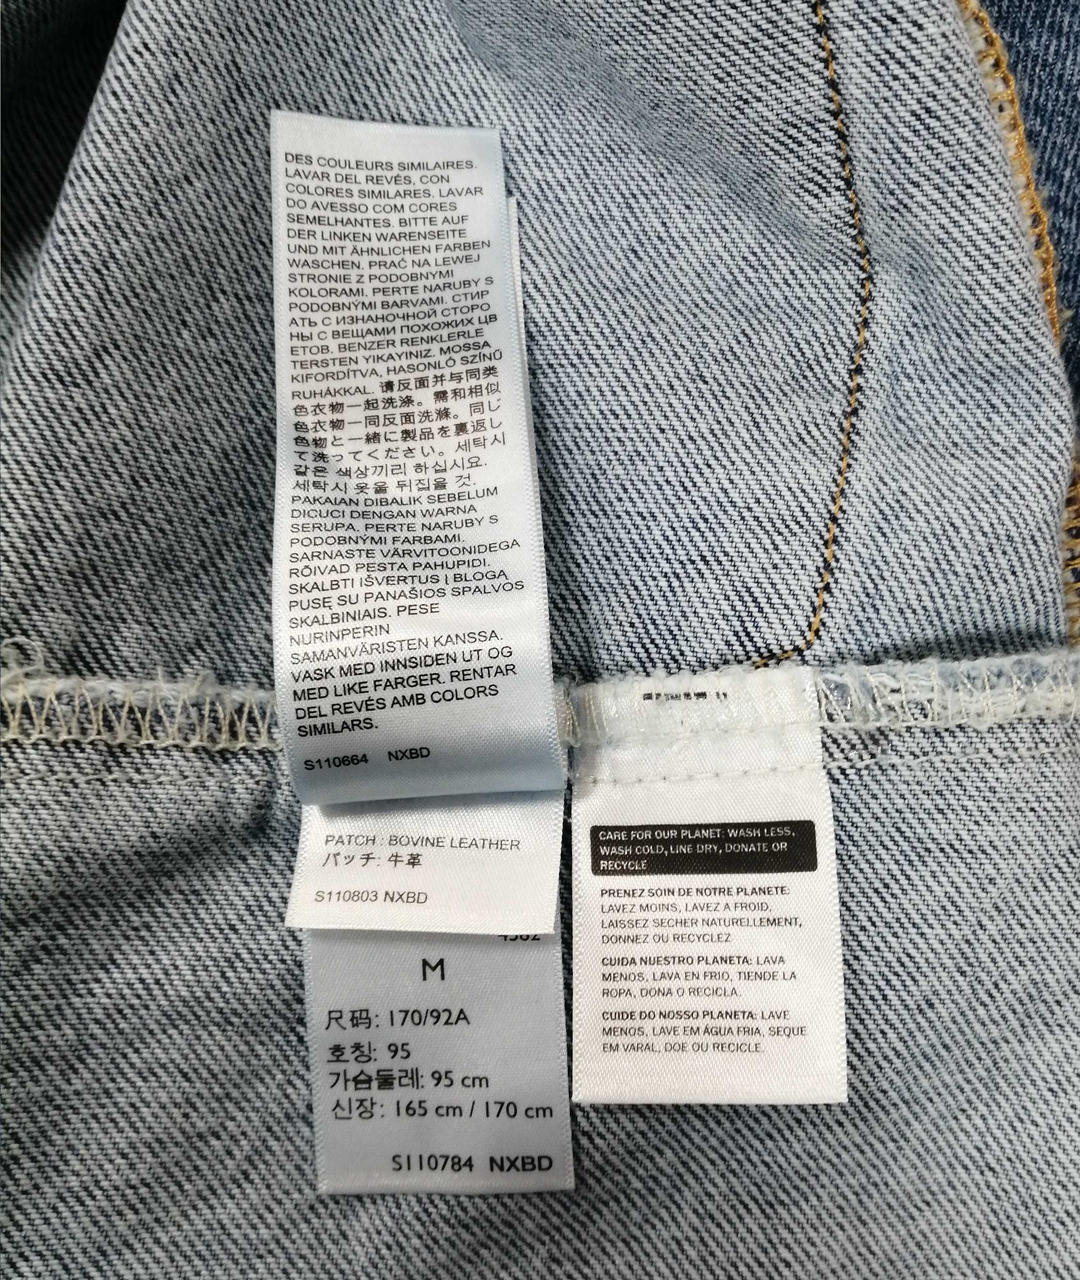 DES COULEURS SIMILAIRES.
LAVAR DEL REVÉS, CON
COLORES SIMILARES. LAVAR
DO AVESSO COM CORES
SEMELHANTES. BITTE AUF
DER LINKEN WARENSEITE
UND MIT ÄHNLICHEN FARBEN
WASCHEN. PRAĆ NA LEWEJ
STRONIE Z PODOBNYMI
KOLORAMI. PERTE NARUBY S
PODOBNÝMI BARVAMI. СТИР
АТЬ С ИЗНАНОЧНОЙ СТОРО
НЫ С ВЕЩАМИ ПОХОЖИХ ЦВ
ЕТОВ. BENZER RENKLERLE
TERSTEN YIKAYINIZ. MOSSA
KIFORDÍTVA, HASONLÓ SZÍNŰ
RUHÁKKAL. 请反面并与同类
色衣物一起洗涤。需和相似
色衣物一同反面洗滌。同じ
色物と一緒に製品を裏返し
て洗ってください。세탁시
같은 색상끼리 하십시요.
세탁시 옷을 뒤집을 것.
PAKAIAN DIBALIK SEBELUM
DICUCI DENGAN WARNA
SERUPA. PERTE NARUBY S
PODOBNÝMI FARBAMI.
SARNASTE VÄRVITOONIDEGA
RÕIVAD PESTA PAHUPIDI.
SKALBTI IŠVERTUS Į BLOGĄ
PUSĘ SU PANAŠIOS SPALVOS
SKALBINIAIS. PESE
NURINPERIN
SAMANVÄRISTEN KANSSA.
VASK MED INNSIDEN UT OG
MED LIKE FARGER. RENTAR
DEL REVÉS AMB COLORS
SIMILARS.
S110664 NXBD
PATCH : BOVINE LEATHER
パッチ: 牛革
S110803 NXBD
M
尺码: 170/92A
호칭: 95
가슴둘레: 95 cm
신장: 165 cm / 170 cm
S110784 NXBD
CARE FOR OUR PLANET: WASH LESS,
WASH COLD, LINE DRY, DONATE OR
RECYCLE
PRENEZ SOIN DE NOTRE PLANETE:
LAVEZ MOINS, LAVEZ A FROID,
LAISSEZ SECHER NATURELLEMENT,
DONNEZ OU RECYCLEZ
CUIDA NUESTRO PLANETA: LAVA
MENOS, LAVA EN FRIO, TIENDE LA
ROPA, DONA O RECICLA.
CUIDE DO NOSSO PLANETA: LAVE
MENOS, LAVE EM ÁGUA FRIA, SEQUE
EM VARAL, DOE OU RECICLE.